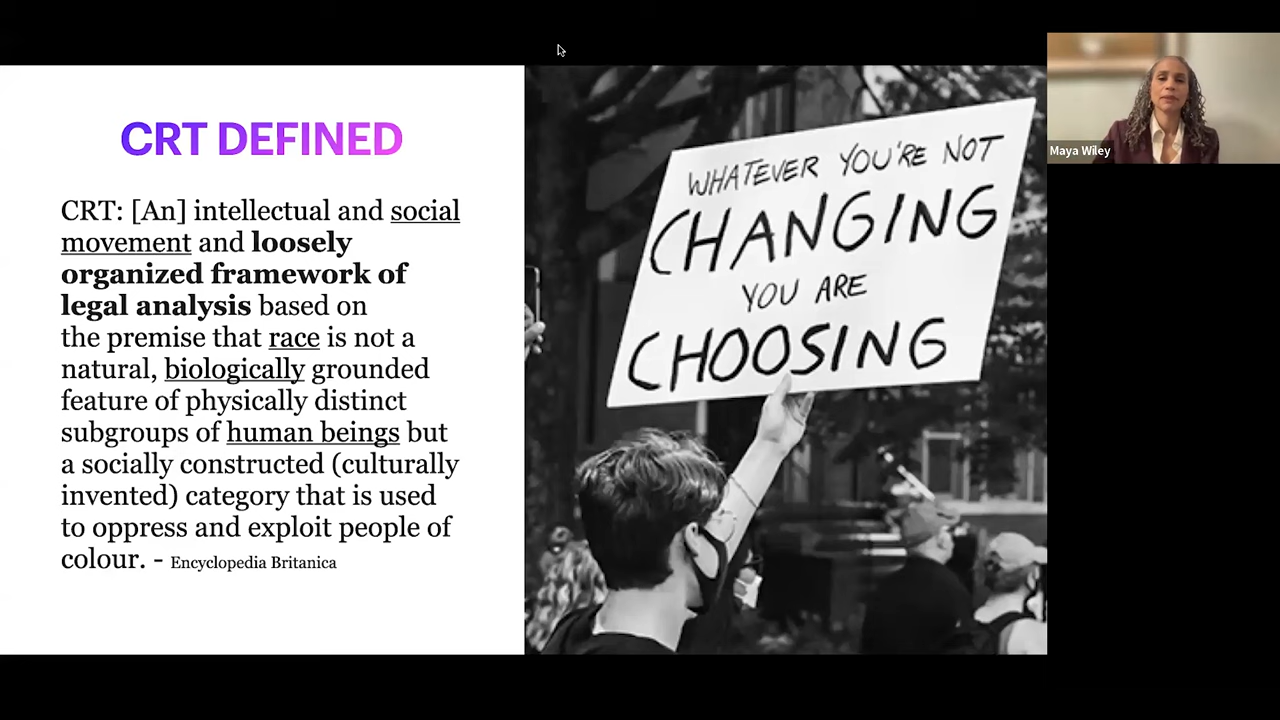 CRT DEFINED
CRT: [An] intellectual and social
movement and loosely
organized framework of
legal analysis based on
the premise that race is not a
natural, biologically grounded
feature of physically distinct
subgroups of human beings but
a socially constructed (culturally
invented) category that is used
to oppress and exploit people of
colour. - Encyclopedia Britanica
WHATEVER YOU'RE NOT
CHANGING
YOU ARE
CHOOSING
Maya Wiley